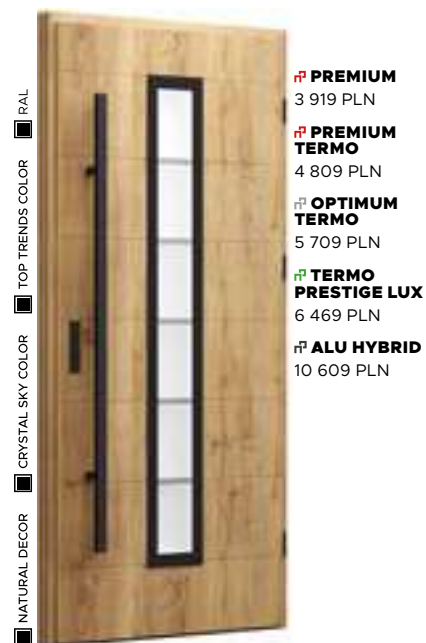 RAL
TOP TRENDS COLOR
CRYSTAL SKY COLOR
NATURAL DECOR
PREMIUM
3 919 PLN
PREMIUM
TERMO
4 809 PLN
OPTIMUM
TERMO
5 709 PLN
TERMO
PRESTIGE LUX
6 469 PLN
ALU HYBRID
10 609 PLN